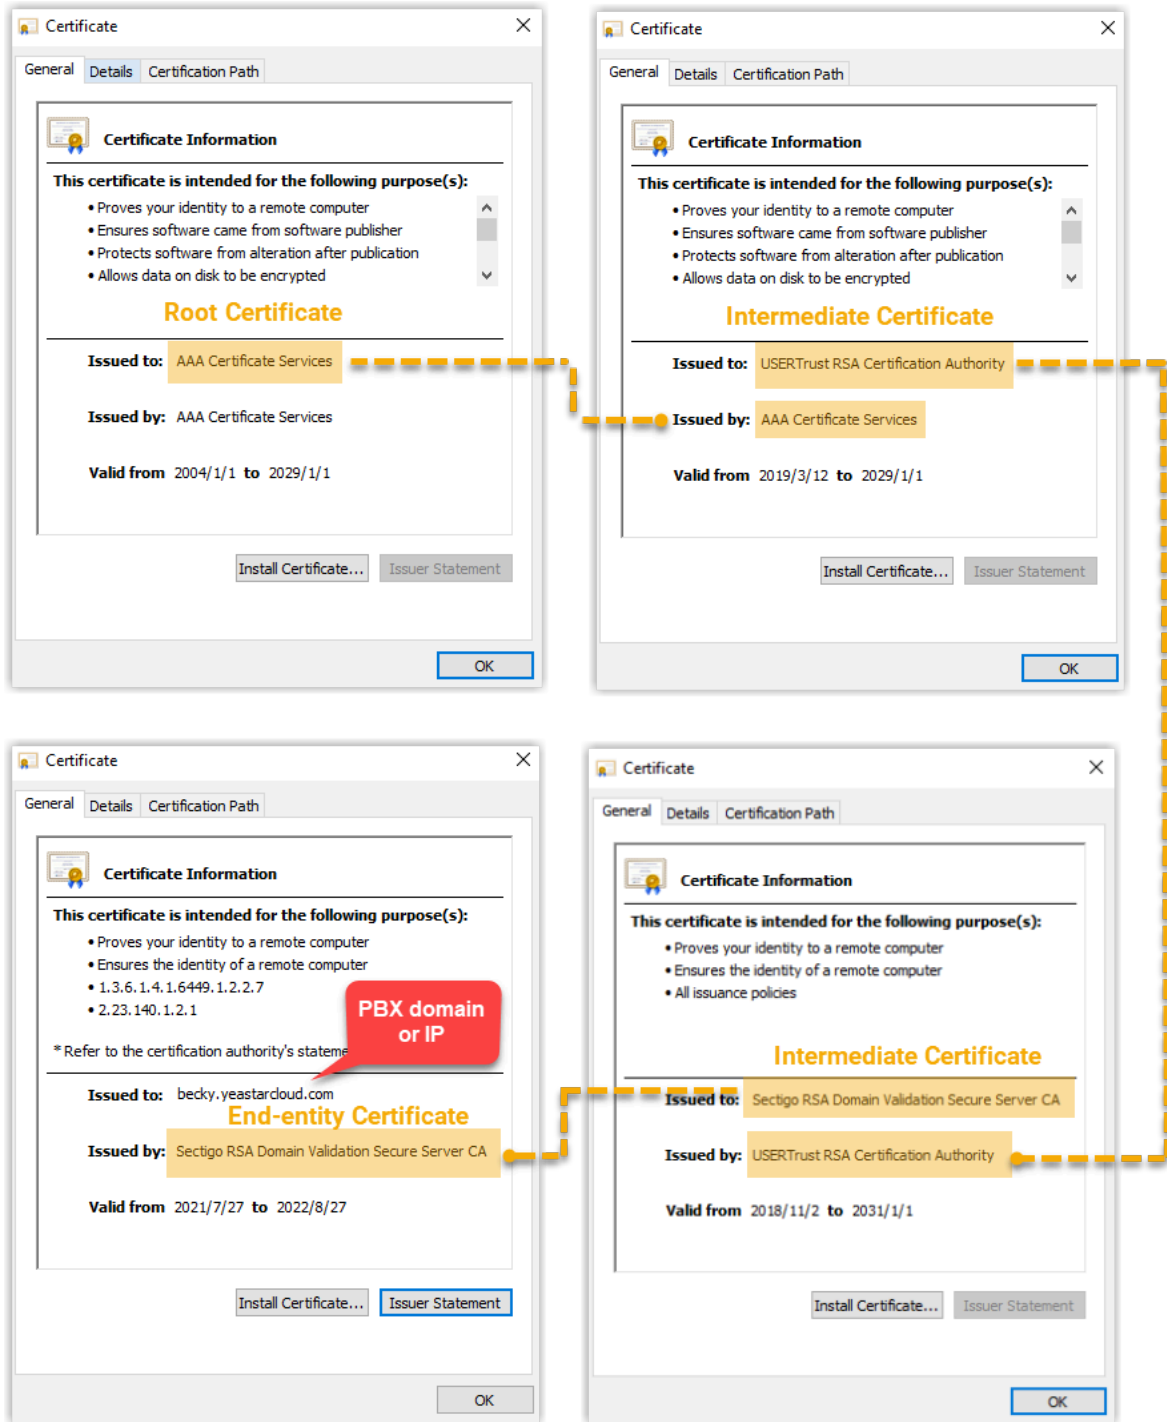 Certificate
General Details Certification Path
Certificate Information
This certificate is intended for the following purpose(s):
• Proves your identity to a remote computer
• Ensures software came from software publisher
• Protects software from alteration after publication
• Allows data on disk to be encrypted
Root Certificate
Issued to: AAA Certificate Services
Issued by: AAA Certificate Services
Valid from 2004/1/1 to 2029/1/1
Install Certificate... Issuer Statement
OK
Certificate
General Details Certification Path
Certificate Information
This certificate is intended for the following purpose(s):
• Proves your identity to a remote computer
• Ensures software came from software publisher
• Protects software from alteration after publication
• Allows data on disk to be encrypted
Intermediate Certificate
Issued to: USERTrust RSA Certification Authority
Issued by: AAA Certificate Services
Valid from 2019/3/12 to 2029/1/1
Install Certificate... Issuer Statement
OK
Certificate
General Details Certification Path
Certificate Information
This certificate is intended for the following purpose(s):
• Proves your identity to a remote computer
• Ensures the identity of a remote computer
• 1.3.6.1.4.1.6449.1.2.2.7
• 2.23.140.1.2.1
PBX domain
or IP
* Refer to the certification authority's stateme
Issued to: becky.yeastarcloud.com
End-entity Certificate
Issued by: Sectigo RSA Domain Validation Secure Server CA
Valid from 2021/7/27 to 2022/8/27
Install Certificate... Issuer Statement
OK
Certificate
General Details Certification Path
Certificate Information
This certificate is intended for the following purpose(s):
• Proves your identity to a remote computer
• Ensures the identity of a remote computer
• All issuance policies
Intermediate Certificate
Issued to: Sectigo RSA Domain Validation Secure Server CA
Issued by: USERTrust RSA Certification Authority
Valid from 2018/11/2 to 2031/1/1
Install Certificate... Issuer Statement
OK